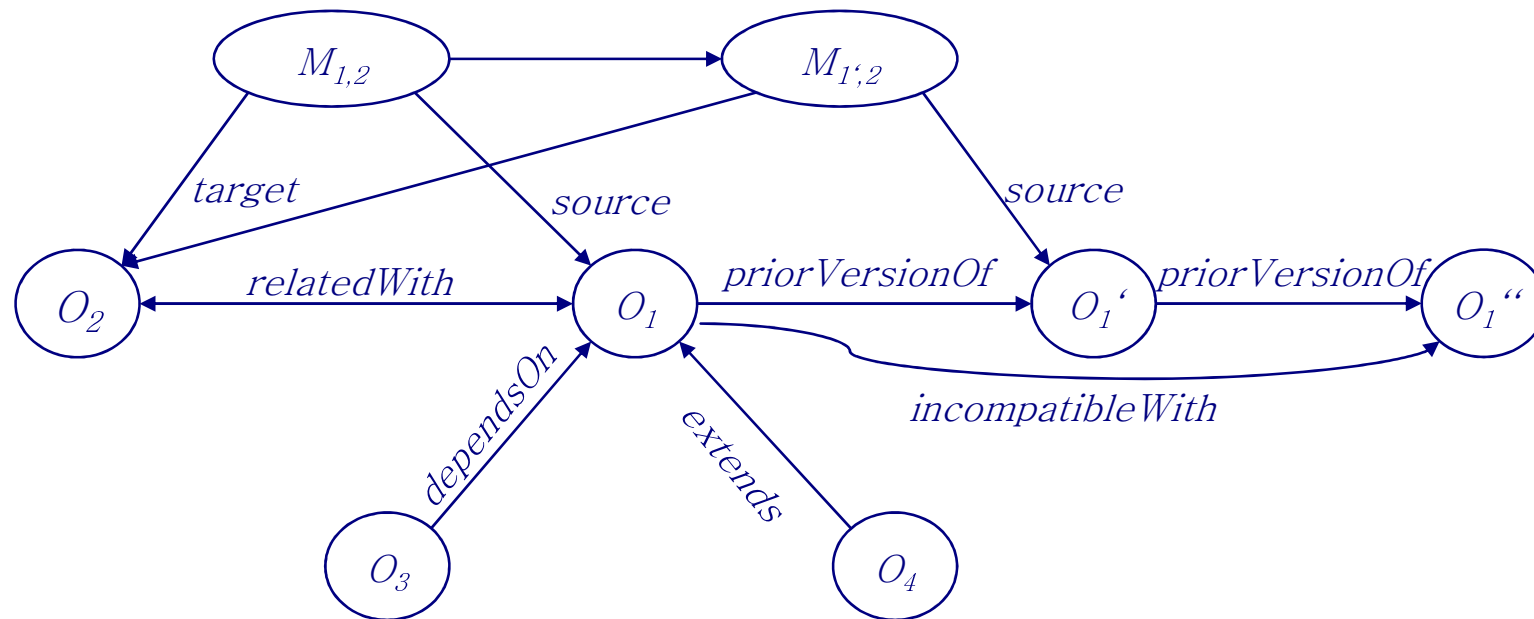 M1,2
M1‘,2
target
source
source
relatedWith
priorVersionOf
priorVersionOf
O2
O1
O1‘
O1“
dependsOn
extends
incompatibleWith
O3
O4